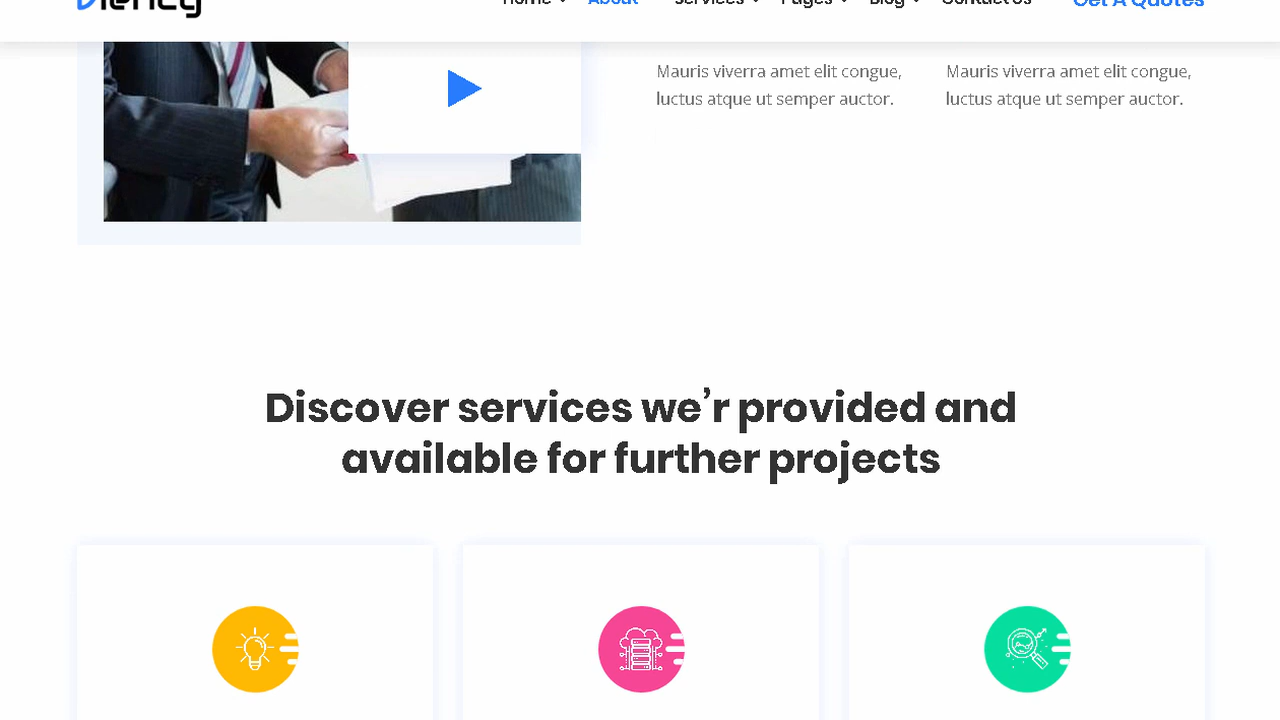 Home About Services Pages Blog Contact Us Get A Quotes
Mauris viverra amet elit congue,
luctus atque ut semper auctor.
Mauris viverra amet elit congue,
luctus atque ut semper auctor.
Discover services we’r provided and
available for further projects